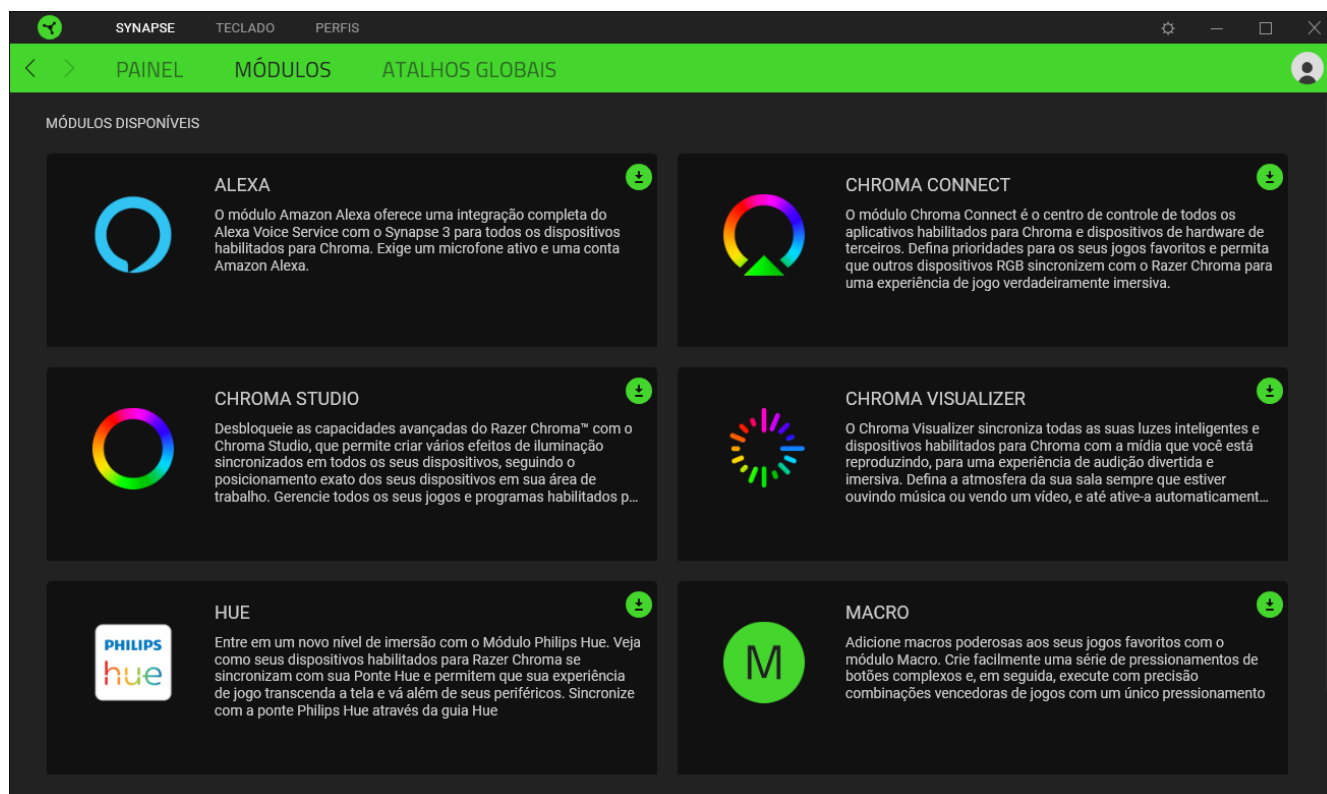 SYNAPSE TECLADO PERFIS
PAINEL MÓDULOS ATALHOS GLOBAIS
MÓDULOS DISPONÍVEIS
ALEXA
O módulo Amazon Alexa oferece uma integração completa do
Alexa Voice Service com o Synapse 3 para todos os dispositivos
habilitados para Chroma. Exige um microfone ativo e uma conta
Amazon Alexa.
CHROMA CONNECT
O módulo Chroma Connect é o centro de controle de todos os
aplicativos habilitados para Chroma e dispositivos de hardware de
terceiros. Defina prioridades para os seus jogos favoritos e permita
que outros dispositivos RGB sincronizem com o Razer Chroma para
uma experiência de jogo verdadeiramente imersiva.
CHROMA STUDIO
Desbloqueie as capacidades avançadas do Razer Chroma™ com o
Chroma Studio, que permite criar vários efeitos de iluminação
sincronizados em todos os seus dispositivos, seguindo o
posicionamento exato dos seus dispositivos em sua área de
trabalho. Gerencie todos os seus jogos e programas habilitados p...
CHROMA VISUALIZER
O Chroma Visualizer sincroniza todas as suas luzes inteligentes e
dispositivos habilitados para Chroma com a mídia que você está
reproduzindo, para uma experiência de audição divertida e
imersiva. Defina a atmosfera da sua sala sempre que estiver
ouvindo música ou vendo um vídeo, e até ative-a automaticament...
PHILIPS
hue
HUE
Entre em um novo nível de imersão com o Módulo Philips Hue. Veja
como seus dispositivos habilitados para Razer Chroma se
sincronizam com sua Ponte Hue e permitem que sua experiência
de jogo transcenda a tela e vá além de seus periféricos. Sincronize
com a ponte Philips Hue através da guia Hue
M
MACRO
Adicione macros poderosas aos seus jogos favoritos com o
módulo Macro. Crie facilmente uma série de pressionamentos de
botões complexos e, em seguida, execute com precisão
combinações vencedoras de jogos com um único pressionamento